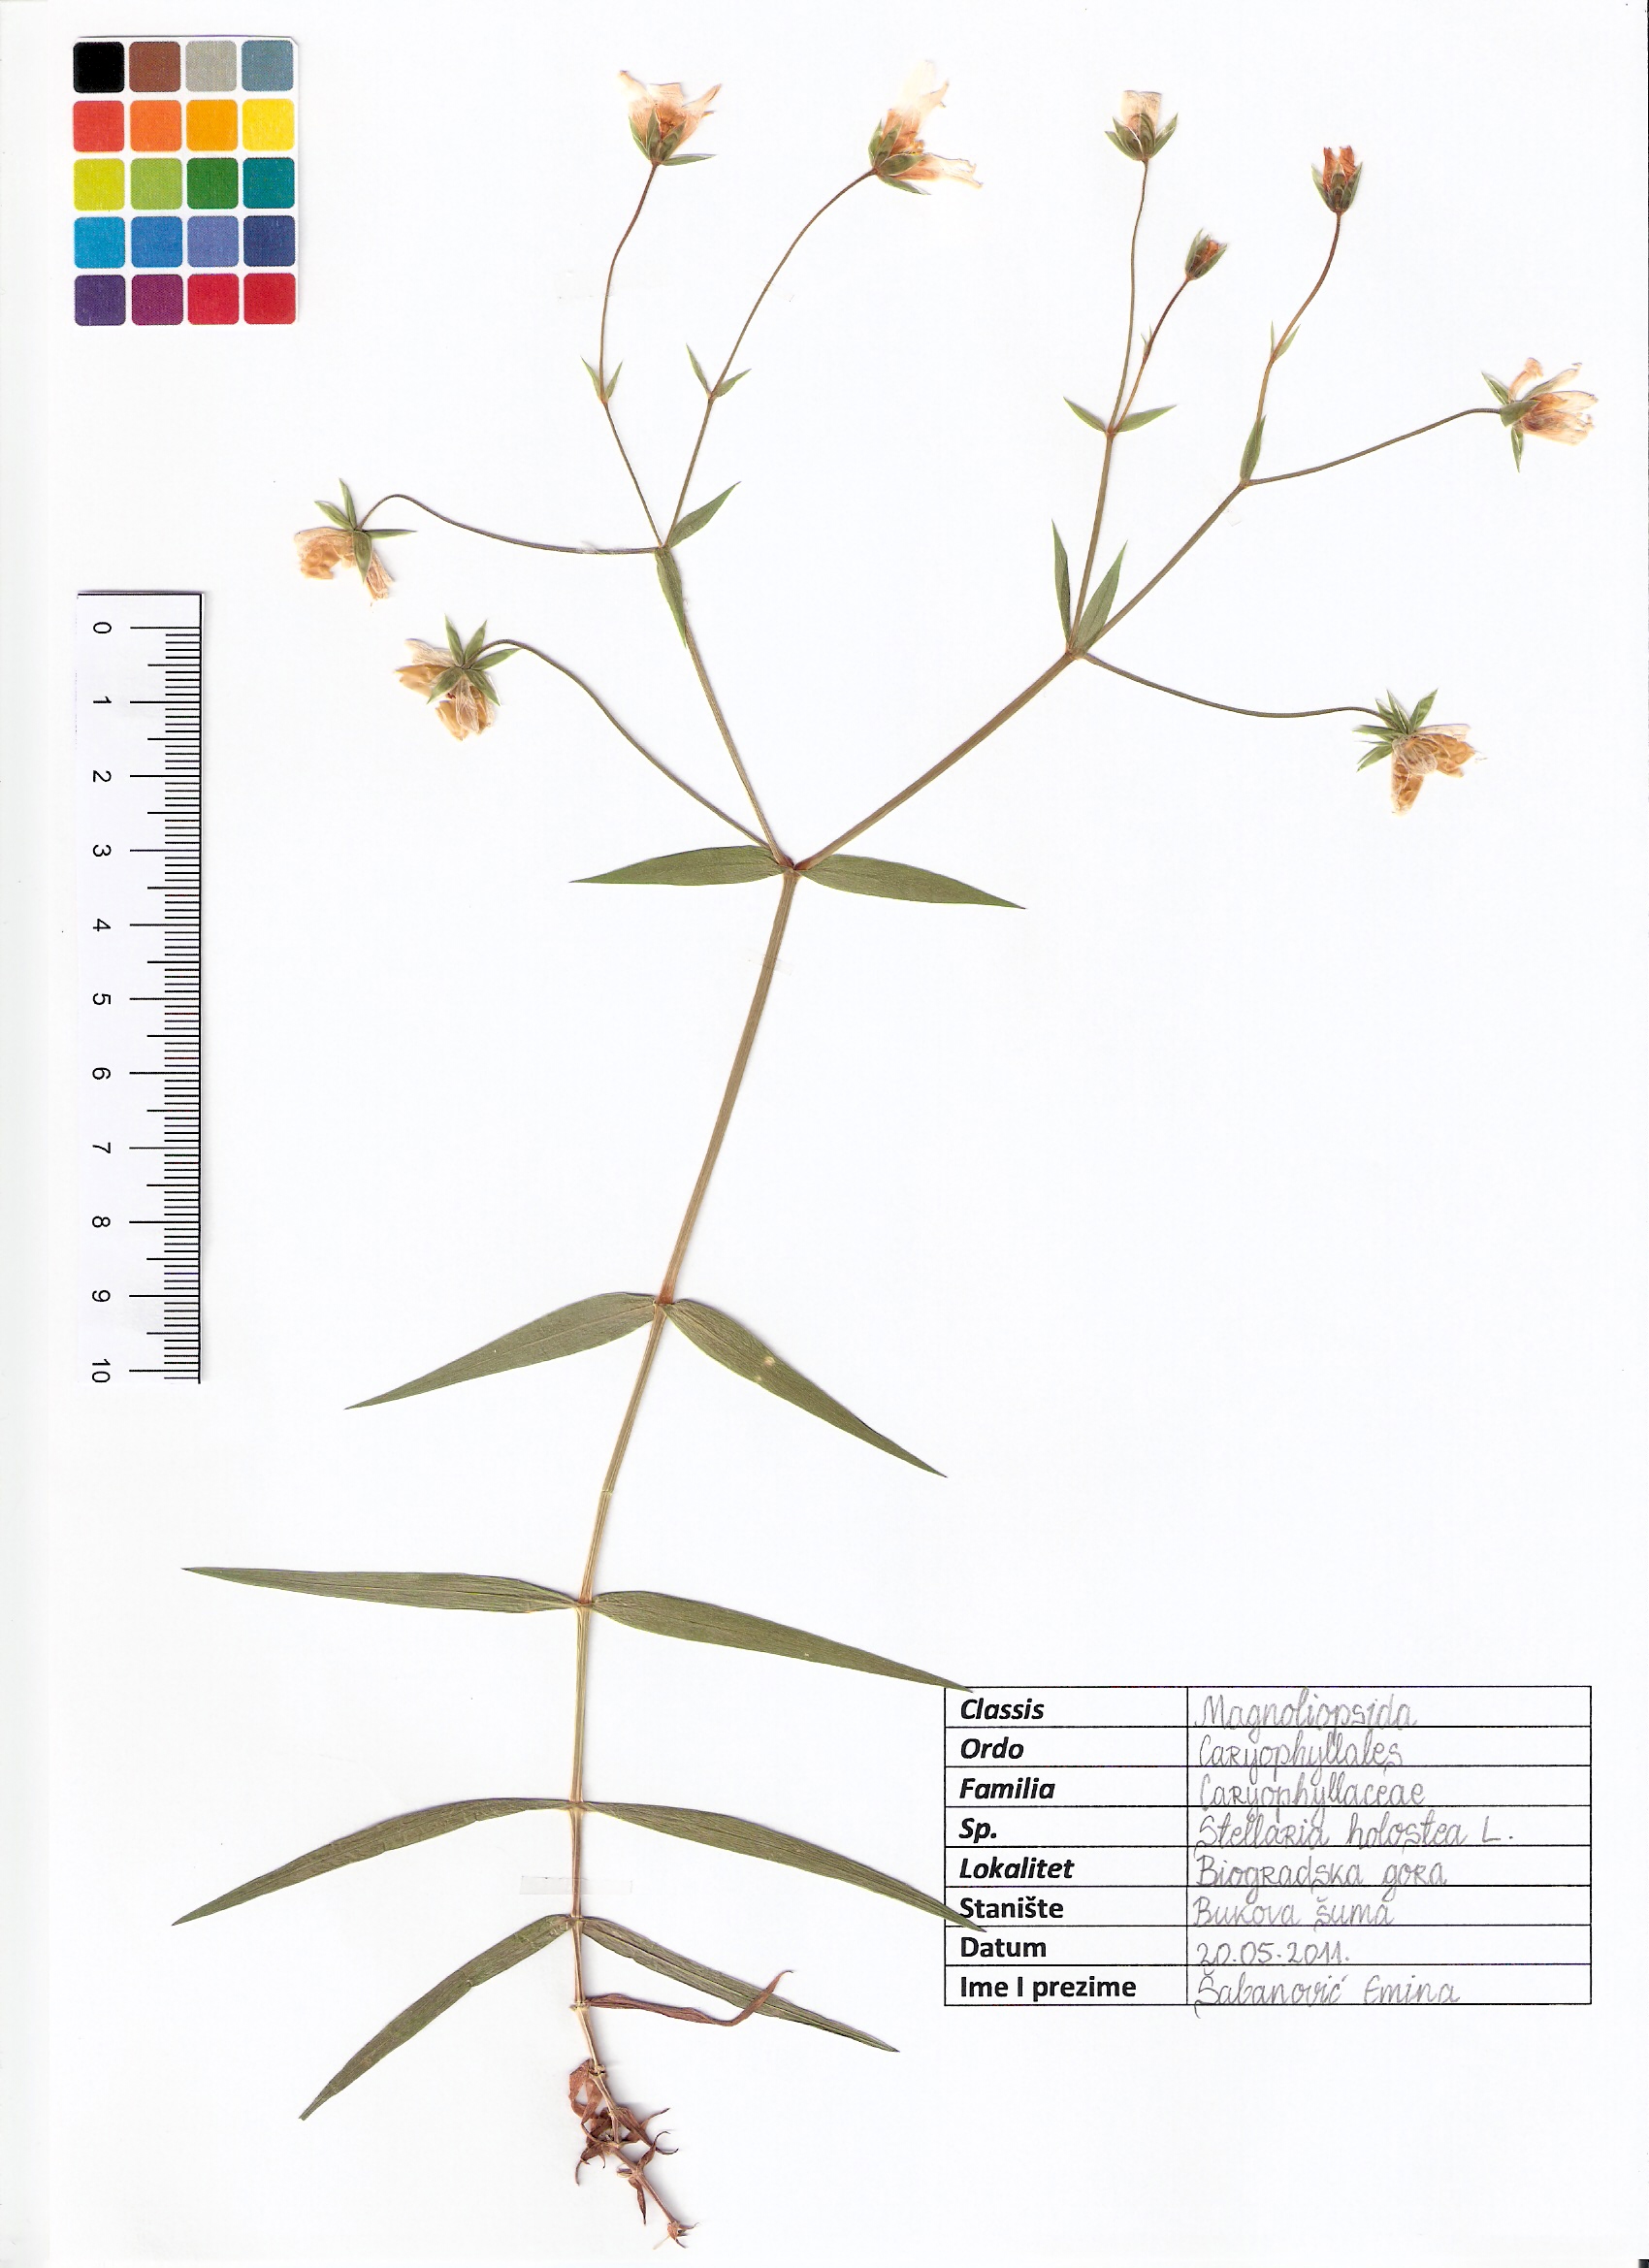 0
1
2
3
4
5
6
7
8
9
10
Classis Magnoliopsida
Ordo Caryophyllales
Familia Caryophyllaceae
Sp. Stellaria holostea L.
Lokalitet Biogradska gora
Stanište Bukova šuma
Datum 20.05.2011.
Ime I prezime Šabanović Emina